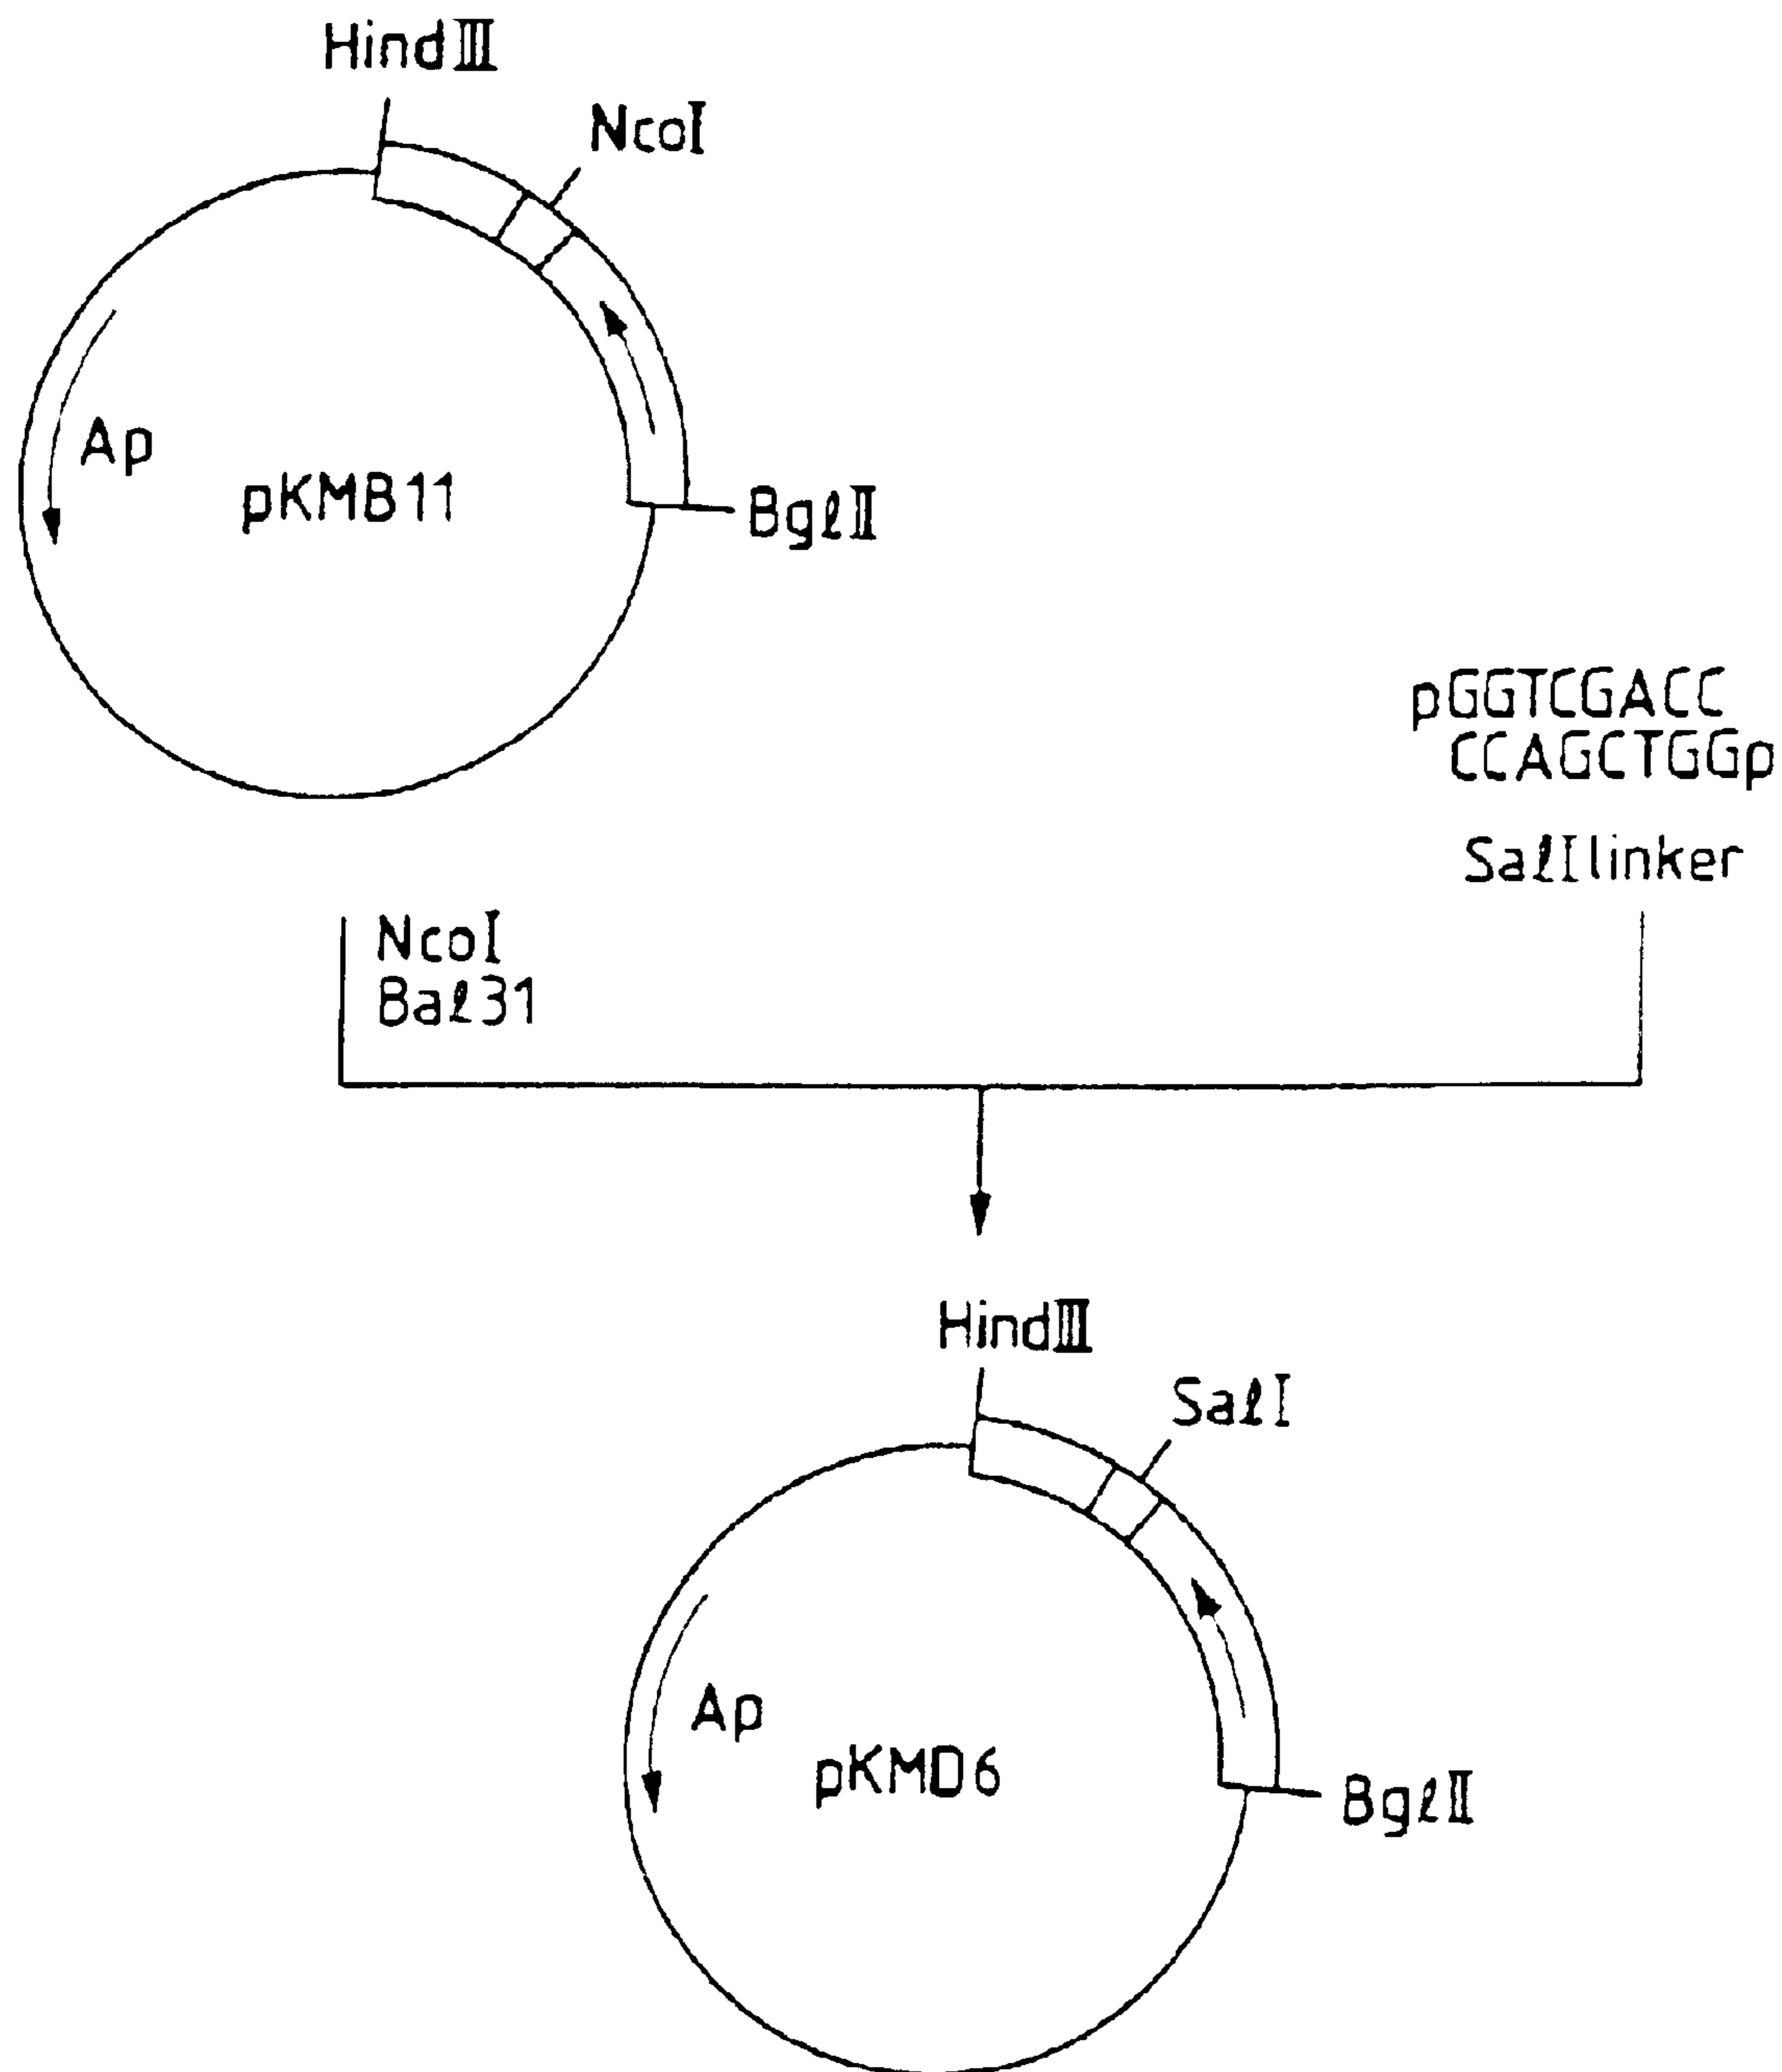 HindIII
NcoI
Ap
pKMB11
BglII
pGGTCGACC
CCAGCTGGp
SalI linker
NcoI
Bal31
HindIII
SalI
Ap
pKMD6
BglII